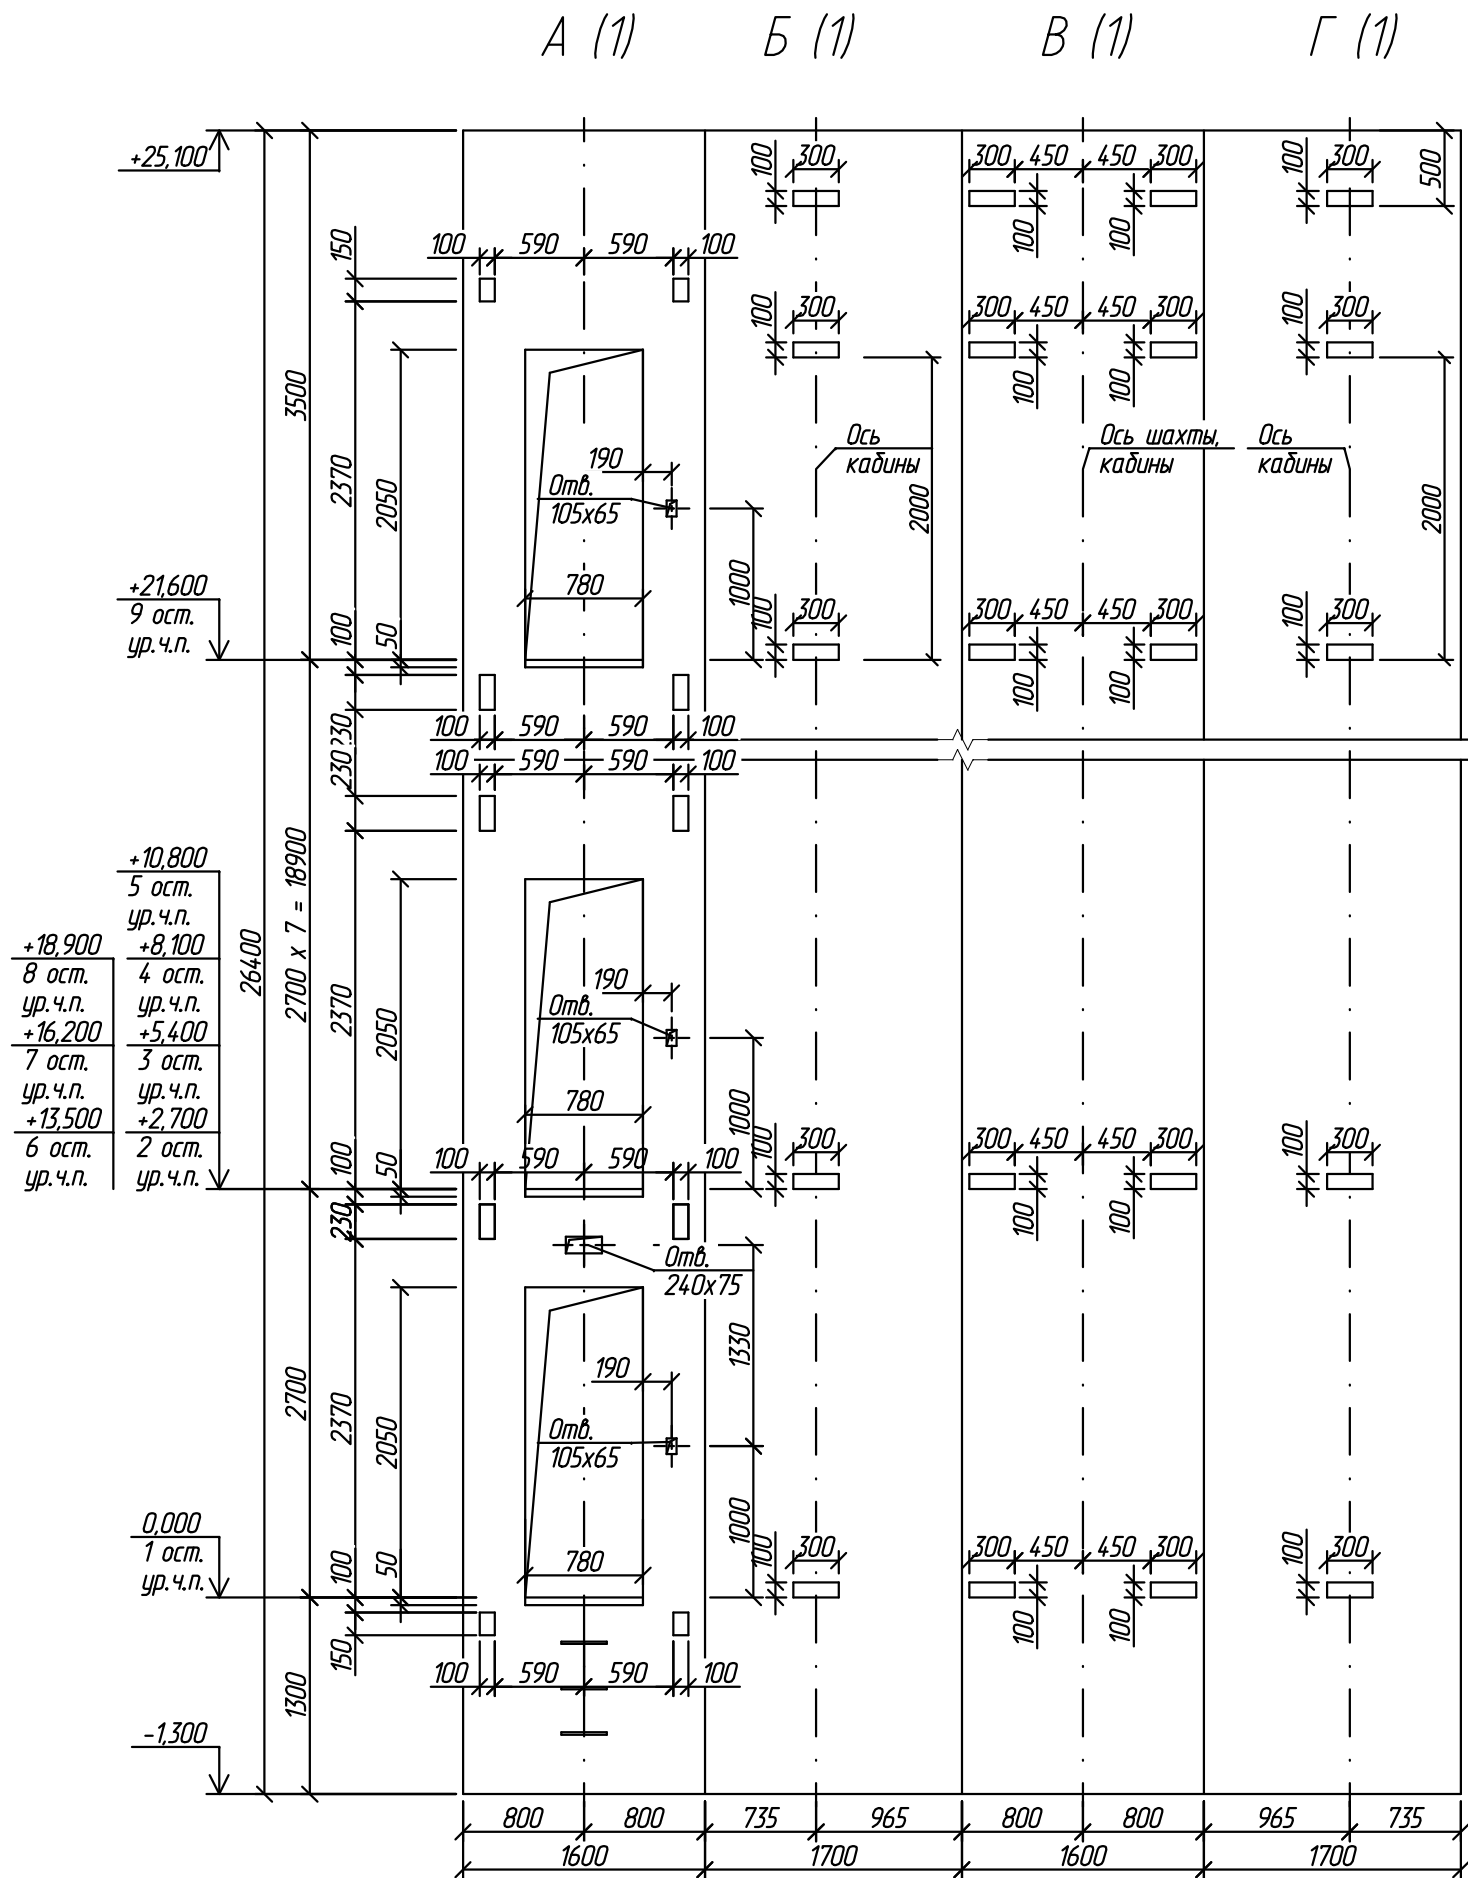 А (1) Б (1) В (1) Г (1)
+25,100
100 300 300 450 450 300 100 300 500
100 100
150 100 590 590 100
100 300 300 450 450 300 100 300
100 100
3500
Ось
кабины
Ось шахты,
кабины
Ось
кабины
2370 2050 190
Отв.
105х65
2000 2000
+21,600
9 ост.
ур.ч.п.
780 1000
100 50 100 300 300 450 450 300 100 300
100 100
230 100 590 590 100
230 100 590 590 100
+10,800
5 ост.
ур.ч.п.
2700 х 7 = 18900
26400
+18,900 +8,100
8 ост. 4 ост.
ур.ч.п. ур.ч.п.
+16,200 +5,400
7 ост. 3 ост.
ур.ч.п. ур.ч.п.
+13,500 +2,700
6 ост. 2 ост.
ур.ч.п. ур.ч.п.
2370 2050 190
Отв.
105х65
780 1000
100 50 100 590 590 100 100 300 300 450 450 300 100 300
230 100 100
Отв.
240х75
1330
2700 2370 2050 190
Отв.
105х65
0,000
1 ост.
ур.ч.п.
780 1000
100 50 100 300 300 450 450 300 100 300
100 100
150 100 590 590 100
1300
-1,300
800 800 735 965 800 800 965 735
1600 1700 1600 1700